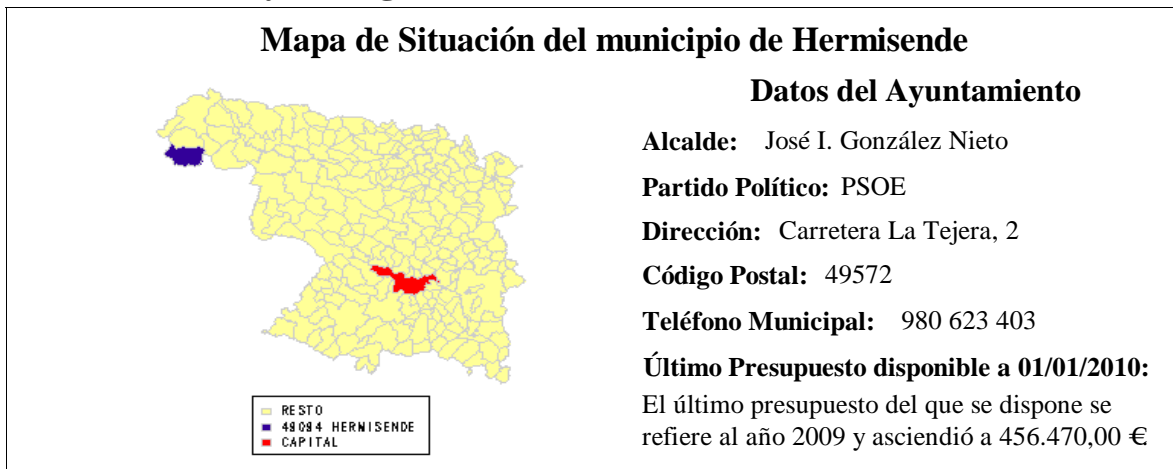 Mapa de Situación del municipio de Hermisende
Datos del Ayuntamiento
Alcalde: José I. González Nieto
Partido Político: PSOE
Dirección: Carretera La Tejera, 2
Código Postal: 49572
Teléfono Municipal: 980 623 403
Último Presupuesto disponible a 01/01/2010:
El último presupuesto del que se dispone se
refiere al año 2009 y asciendió a 456.470,00 €
RESTO
49094 HERMISENDE
CAPITAL